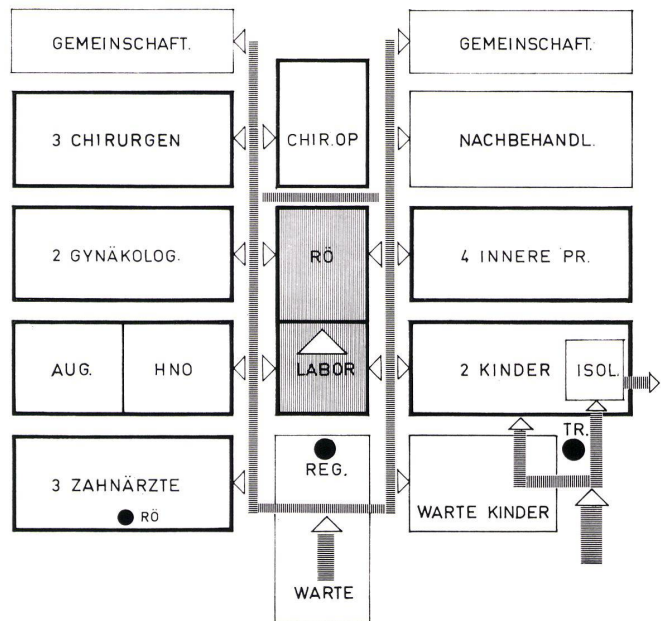 GEMEINSCHAFT.
GEMEINSCHAFT.
3 CHIRURGEN
CHIR.OP
NACHBEHANDL.
2 GYNÄKOLOG.
RÖ
4 INNERE PR.
AUG.
HNO
LABOR
2 KINDER
ISOL.
TR.
REG.
3 ZAHNÄRZTE
RÖ
WARTE KINDER
WARTE